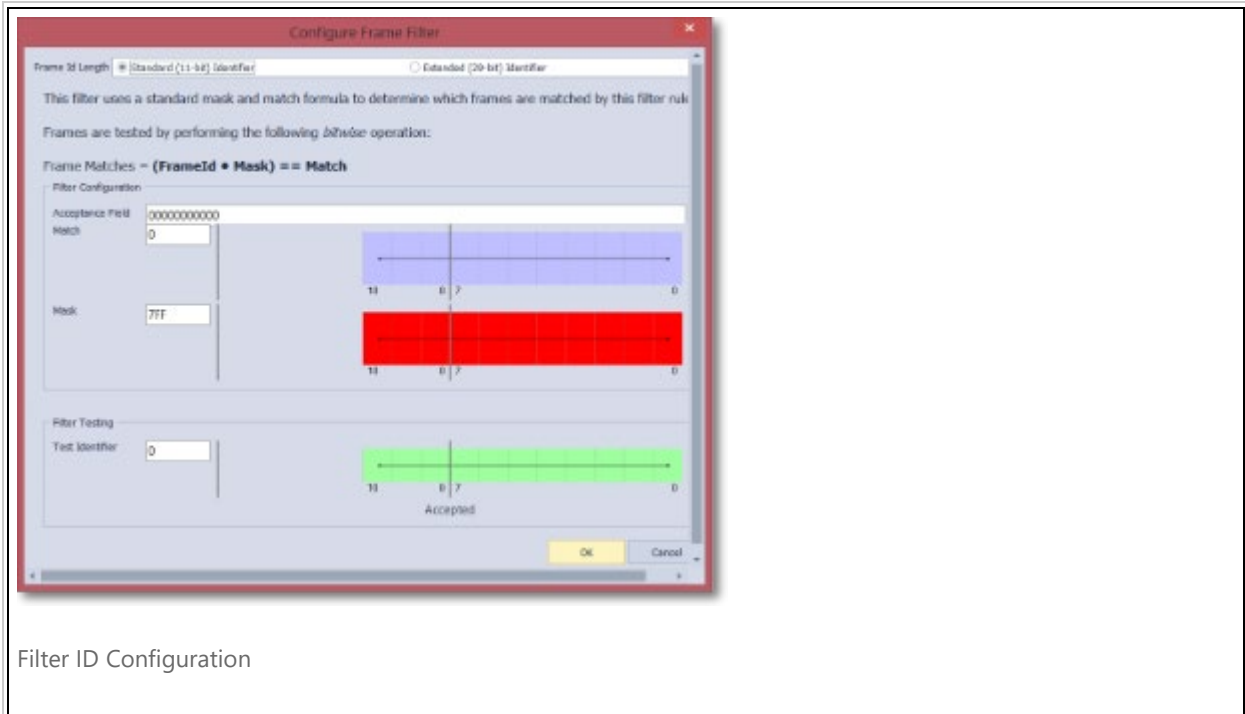 Configure Frame Filter
Frame Id Length Standard (11-bit) Identifier Extended (29-bit) Identifier
This filter uses a standard mask and match formula to determine which frames are matched by this filter rule
Frames are tested by performing the following bitwise operation:
Frame Matches = (FrameId • Mask) == Match
Filter Configuration
Acceptance Field 00000000000
Match 0
10 8 7 0
Mask 7FF
10 8 7 0
Filter Testing
Test Identifier 0
10 8 7 0
Accepted
OK Cancel
Filter ID Configuration